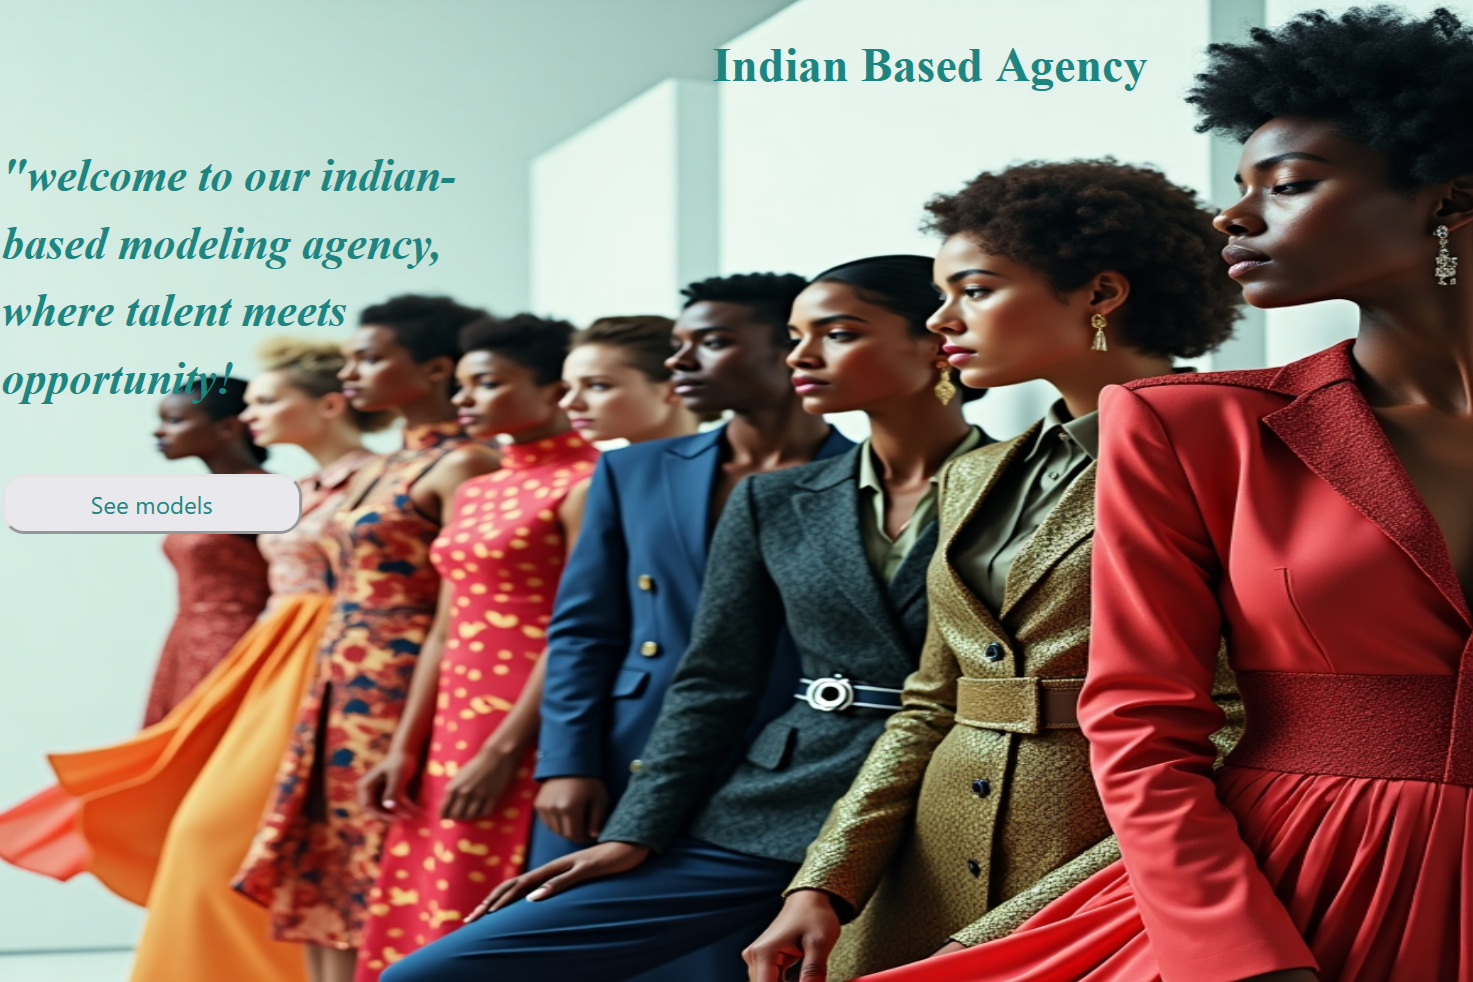 Indian Based Agency
"welcome to our indian-
based modeling agency,
where talent meets
opportunity!
See models